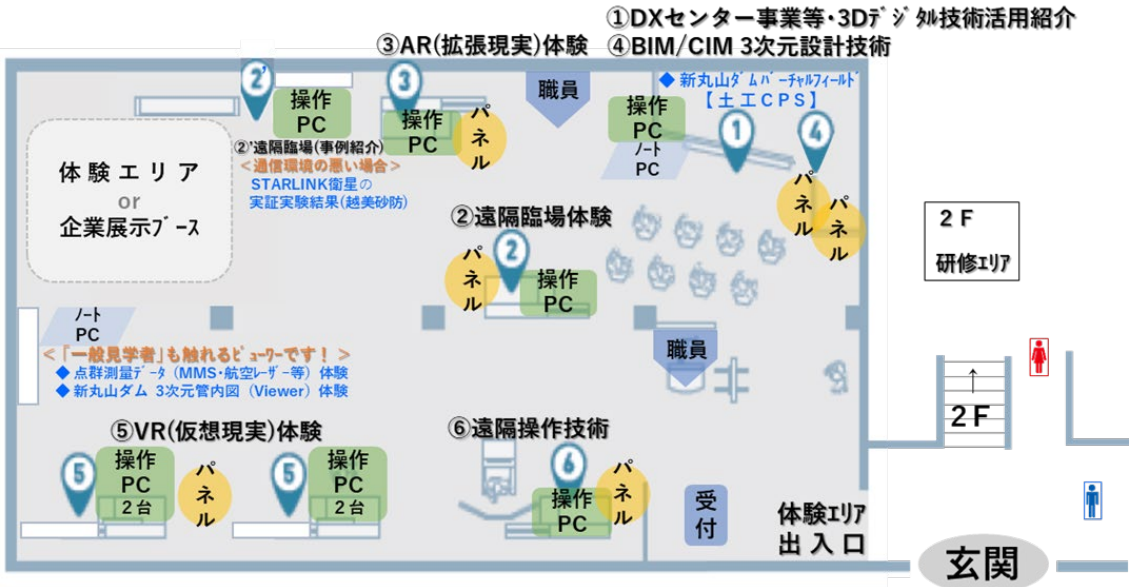 ①DXセンター事業等・3Dﾃﾞｼﾞﾀﾙ技術活用紹介
③AR(拡張現実)体験
④BIM/CIM 3次元設計技術
2’
操作
PC
3
操作
PC
パネル
職員
◆新丸山ﾀﾞﾑﾊﾞｰﾁｬﾙﾌｨｰﾙﾄﾞ
【土工CPS】
操作
PC
ﾉｰﾄ
PC
1
4
パネル
パネル
体験エリア
or
企業展示ﾌﾞｰｽ
②’遠隔臨場(事例紹介)
＜通信環境の悪い場合＞
STARLINK衛星の
実証実験結果(越美砂防)
②遠隔臨場体験
パネル
2
操作
PC
2F
研修ｴﾘｱ
ﾉｰﾄ
PC
＜「一般見学者」も触れるﾋﾞｭｰﾜｰです！＞
◆点群測量ﾃﾞｰﾀ（MMS･航空ﾚｰｻﾞｰ等）体験
◆新丸山ダム 3次元管内図（Viewer）体験
職員
↑
2F
⑤VR(仮想現実)体験
5
操作
PC
2台
パネル
5
操作
PC
2台
⑥遠隔操作技術
6
操作
PC
パネル
受付
体験ｴﾘｱ
出入口
玄関